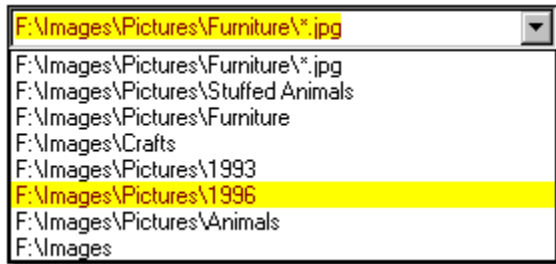 F:\Images\Pictures\Furniture\*.jpg
F:\Images\Pictures\Furniture\*.jpg
F:\Images\Pictures\Stuffed Animals
F:\Images\Pictures\Furniture
F:\Images\Crafts
F:\Images\Pictures\1993
F:\Images\Pictures\1996
F:\Images\Pictures\Animals
F:\Images